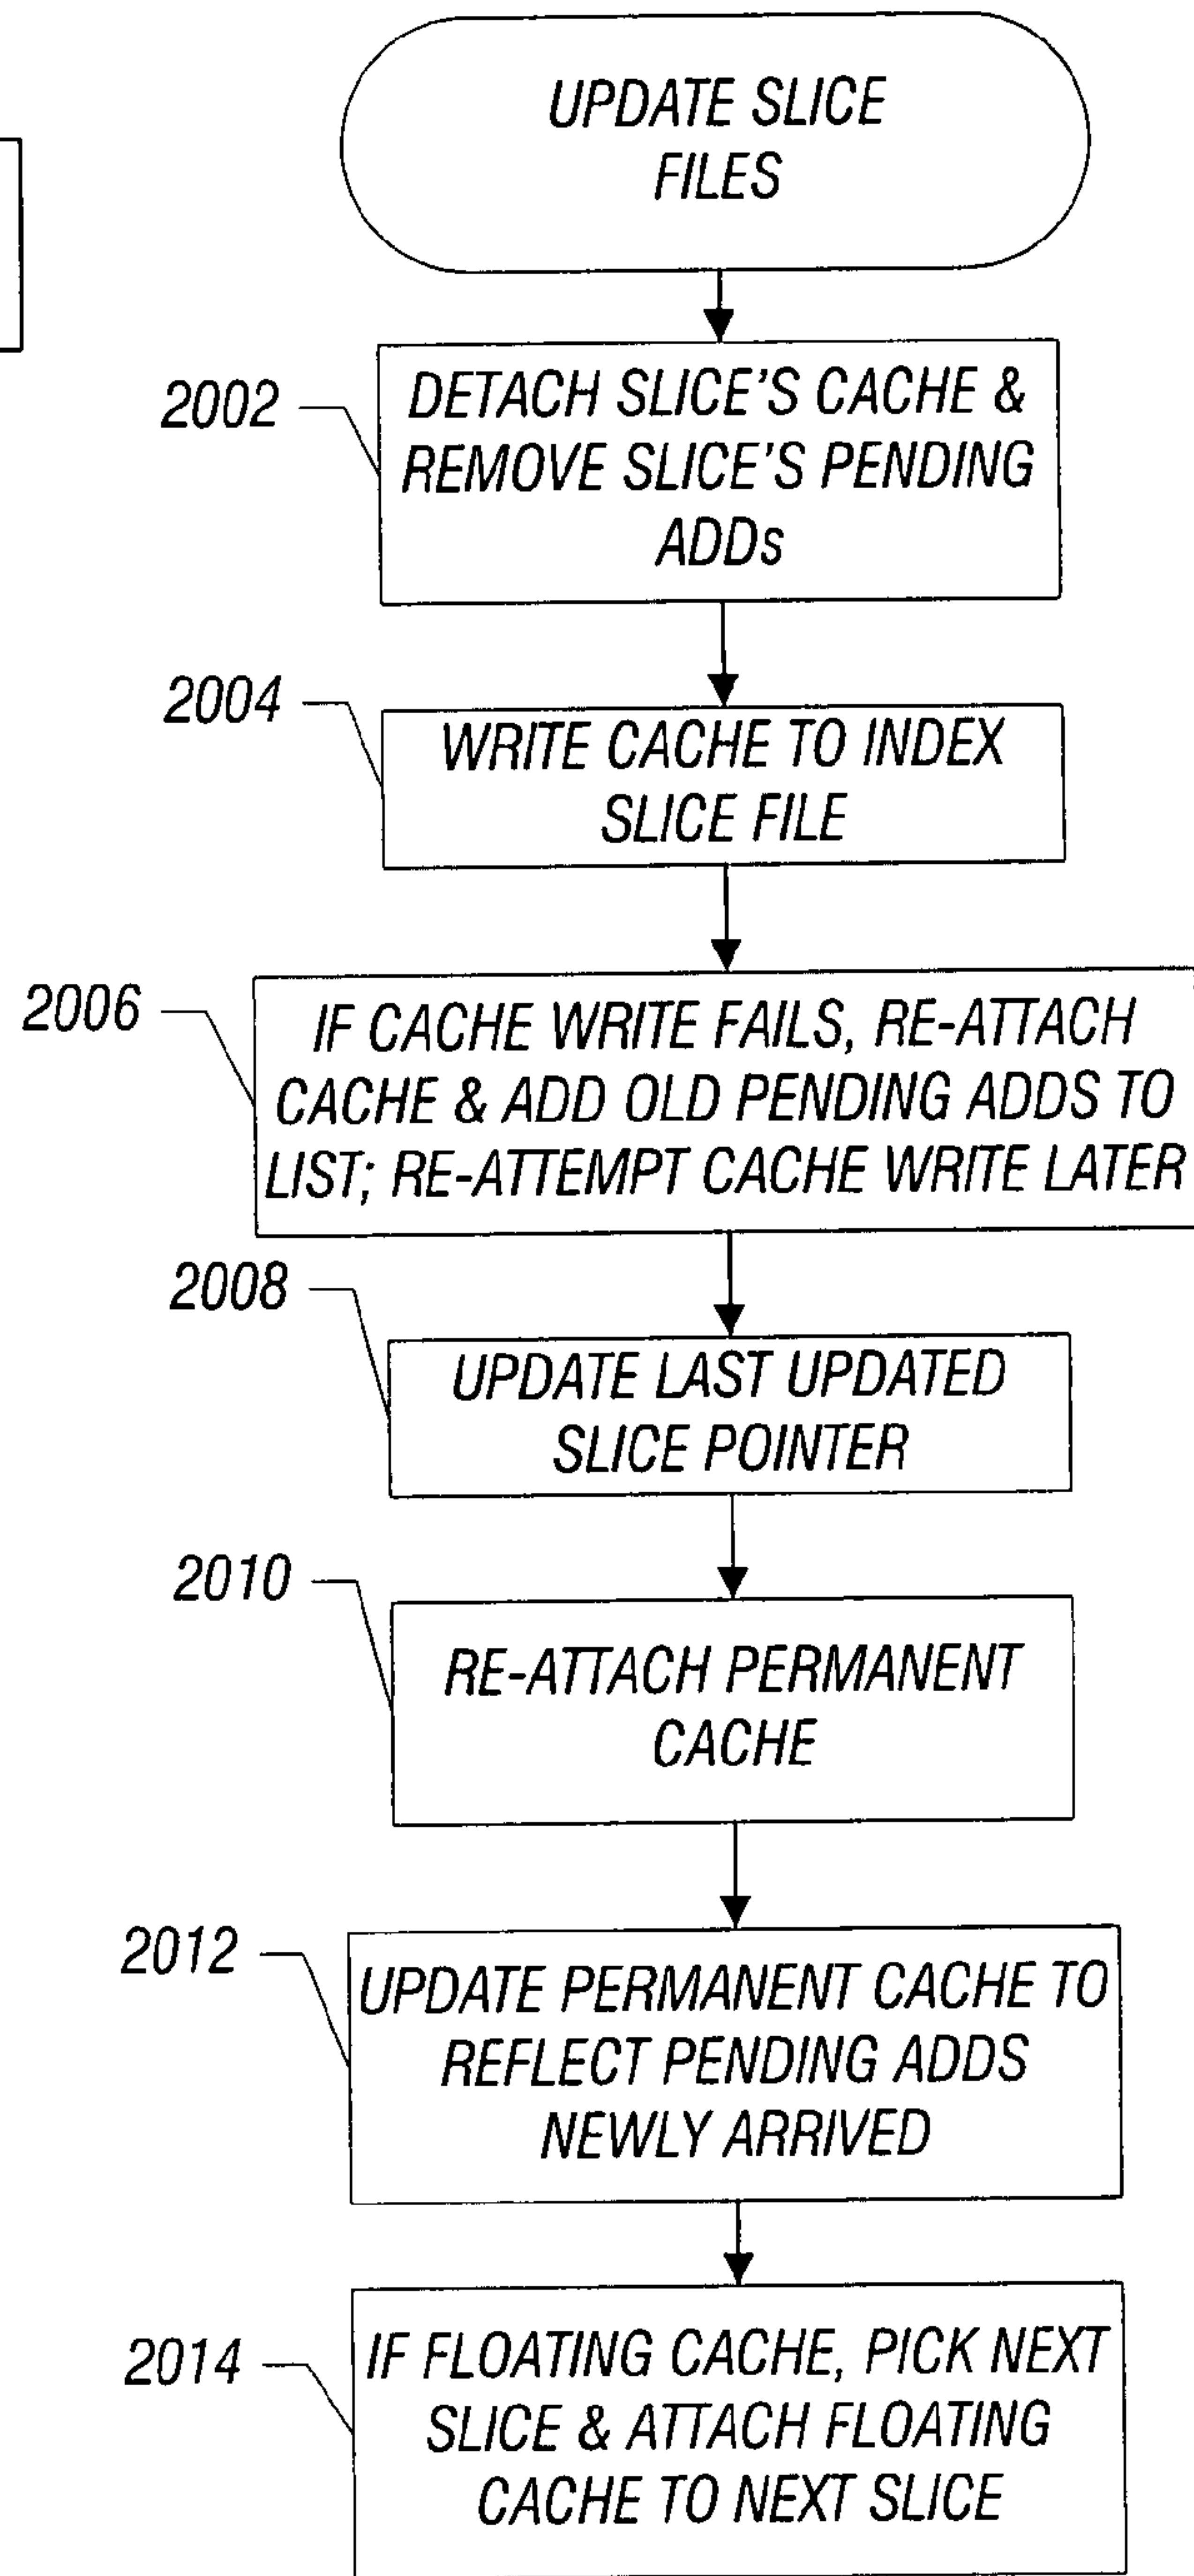 UPDATE SLICE
FILES
2002
DETACH SLICE'S CACHE &
REMOVE SLICE'S PENDING
ADDs
2004
WRITE CACHE TO INDEX
SLICE FILE
2006
IF CACHE WRITE FAILS, RE-ATTACH
CACHE & ADD OLD PENDING ADDS TO
LIST; RE-ATTEMPT CACHE WRITE LATER
2008
UPDATE LAST UPDATED
SLICE POINTER
2010
RE-ATTACH PERMANENT
CACHE
2012
UPDATE PERMANENT CACHE TO
REFLECT PENDING ADDS
NEWLY ARRIVED
2014
IF FLOATING CACHE, PICK NEXT
SLICE & ATTACH FLOATING
CACHE TO NEXT SLICE